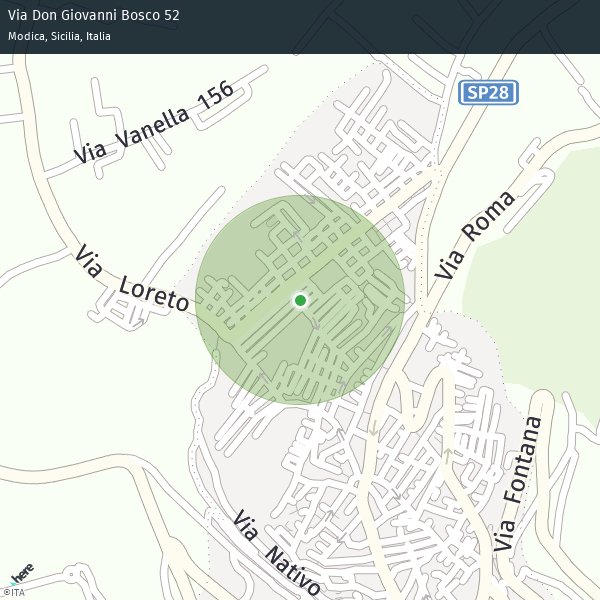 Via Don Giovanni Bosco 52
Modica, Sicilia, Italia
SP28
Via Vanella 156
Via Roma
Via Loreto
Via Fontana
Via Nativo
here
©ITA